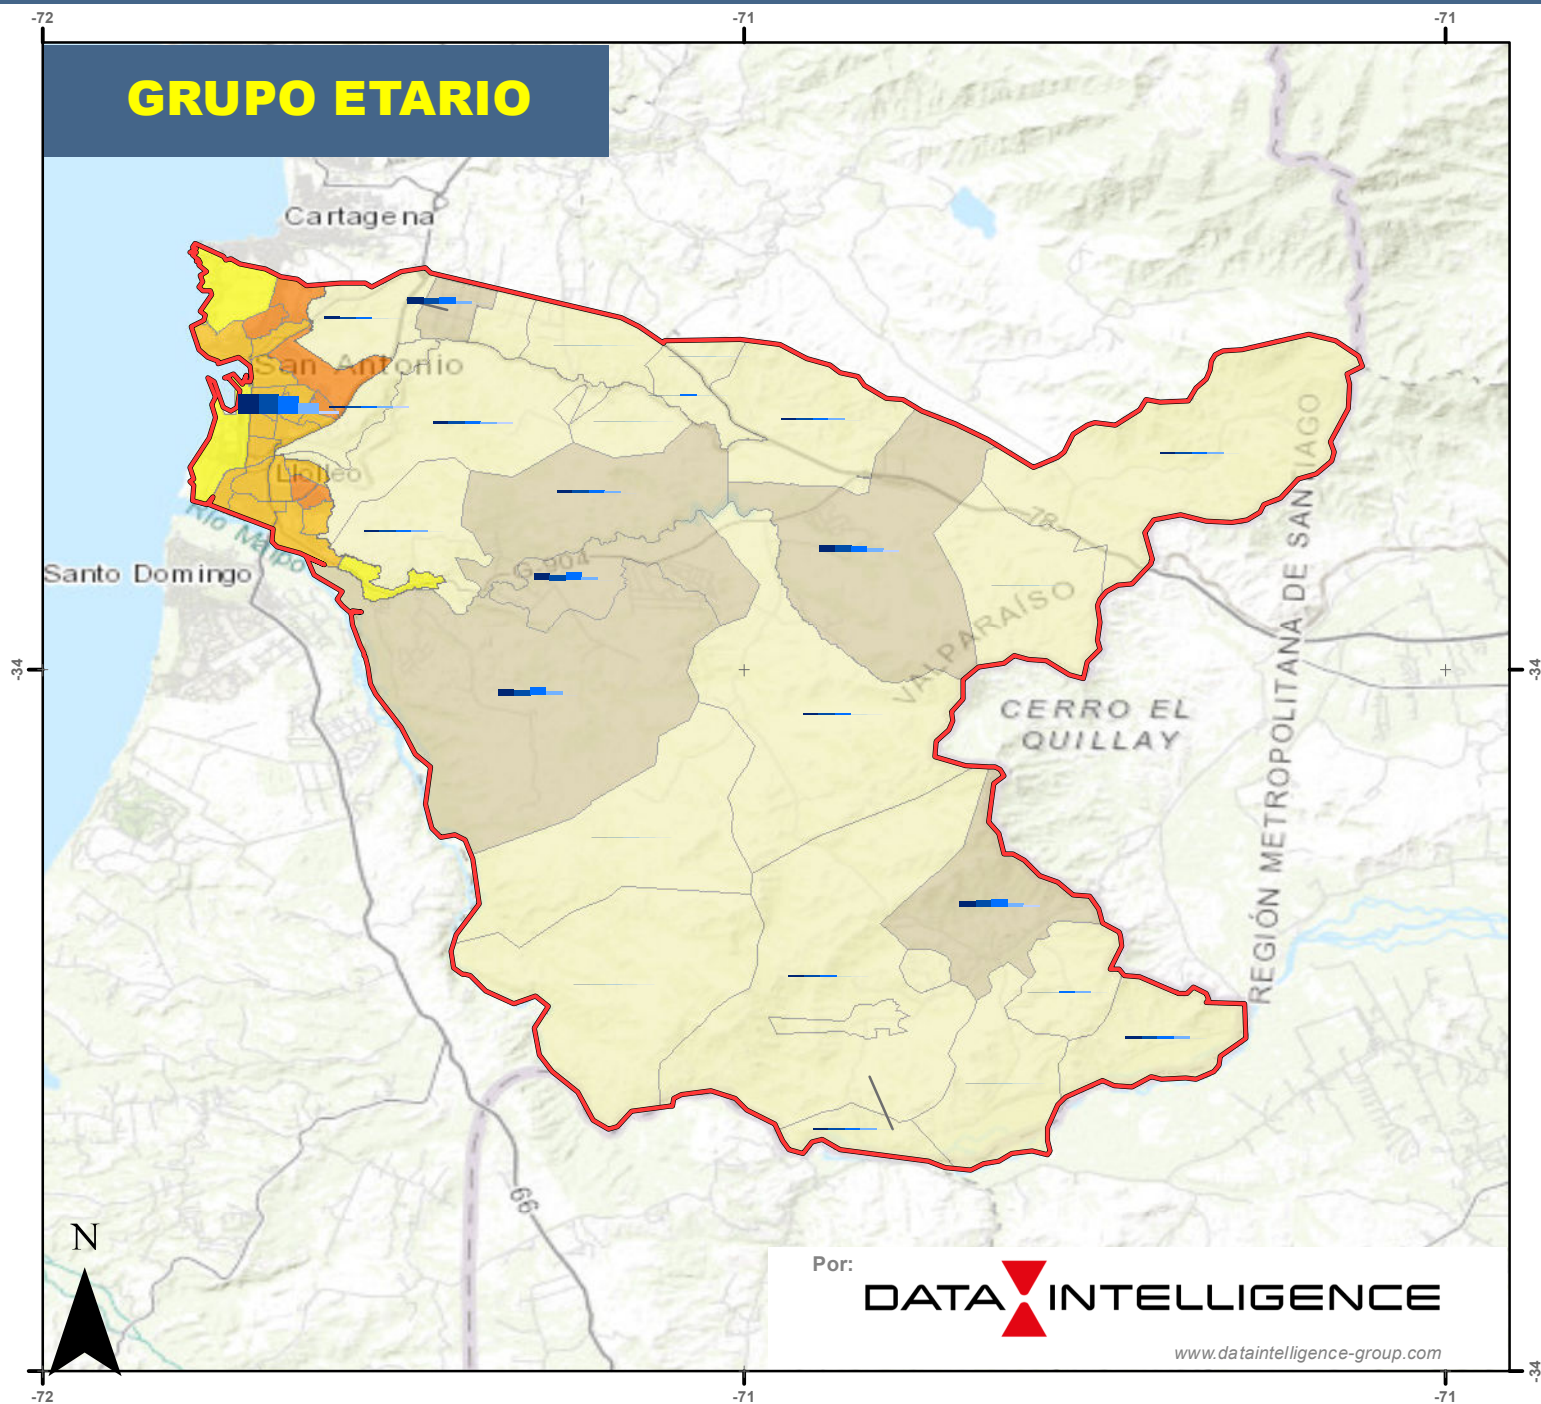 -72
-71
-71
GRUPO ETARIO
Cartagena
San Antonio
Llolleo
Río Maipo
Santo Domingo
G-904
78
VALPARAÍSO
REGIÓN METROPOLITANA DE SANTIAGO
-34
-34
CERRO EL
QUILLAY
66
N
Por:
DATA INTELLIGENCE
www.dataintelligence-group.com
-34
-72
-71
-71